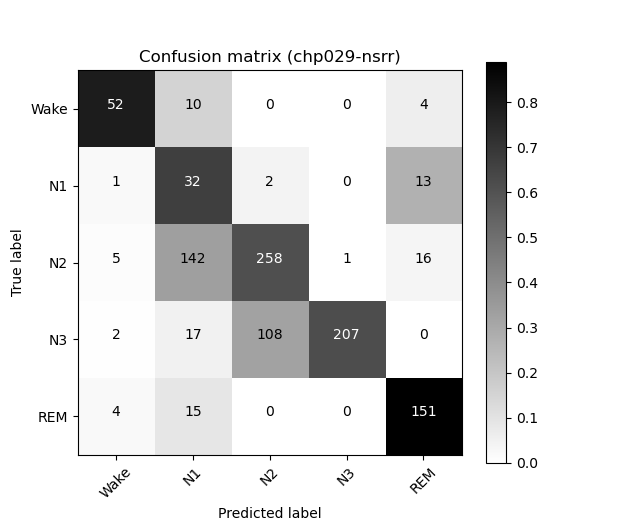 Confusion matrix (chp029-nsrr)
Wake 52 10 0 0 4
N1 1 32 2 0 13
N2 5 142 258 1 16
N3 2 17 108 207 0
REM 4 15 0 0 151
Wake N1 N2 N3 REM
Predicted label
True label
0.8
0.7
0.6
0.5
0.4
0.3
0.2
0.1
0.0